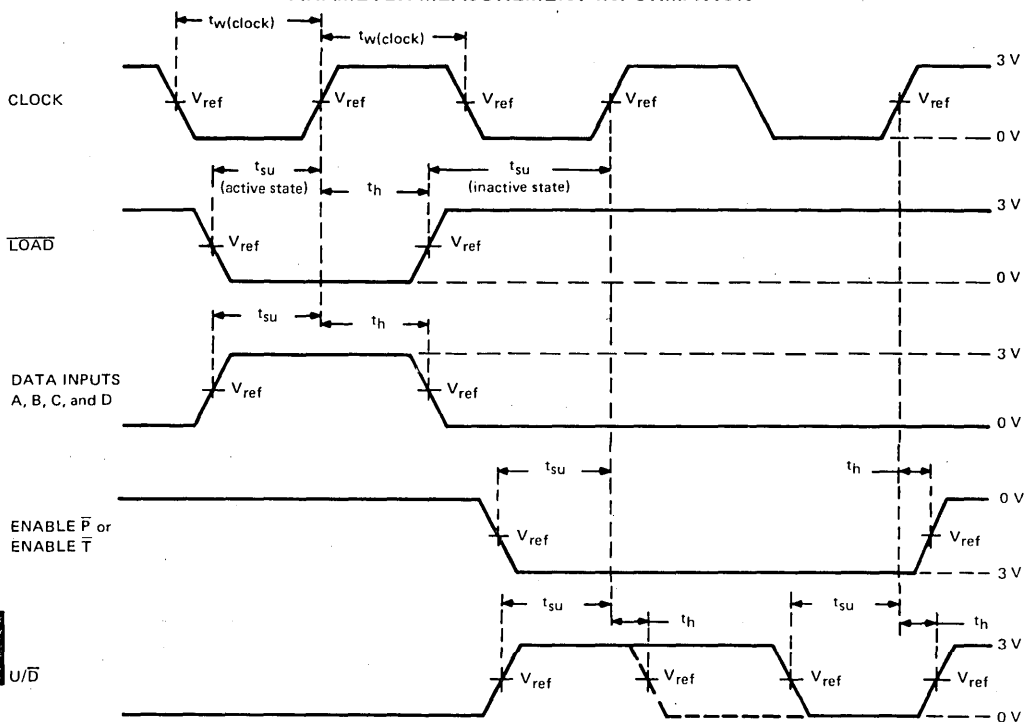 tw(clock)
tw(clock)
3 V
CLOCK
Vref
Vref
Vref
Vref
Vref
0 V
tsu
(active state)
th
tsu
(inactive state)
3 V
LOAD
Vref
Vref
0 V
tsu
th
3 V
DATA INPUTS
A, B, C, and D
Vref
Vref
0 V
tsu
th
0 V
ENABLE P̅ or
ENABLE T̅
Vref
Vref
3 V
tsu
th
tsu
th
3 V
U/D̅
Vref
Vref
Vref
Vref
0 V